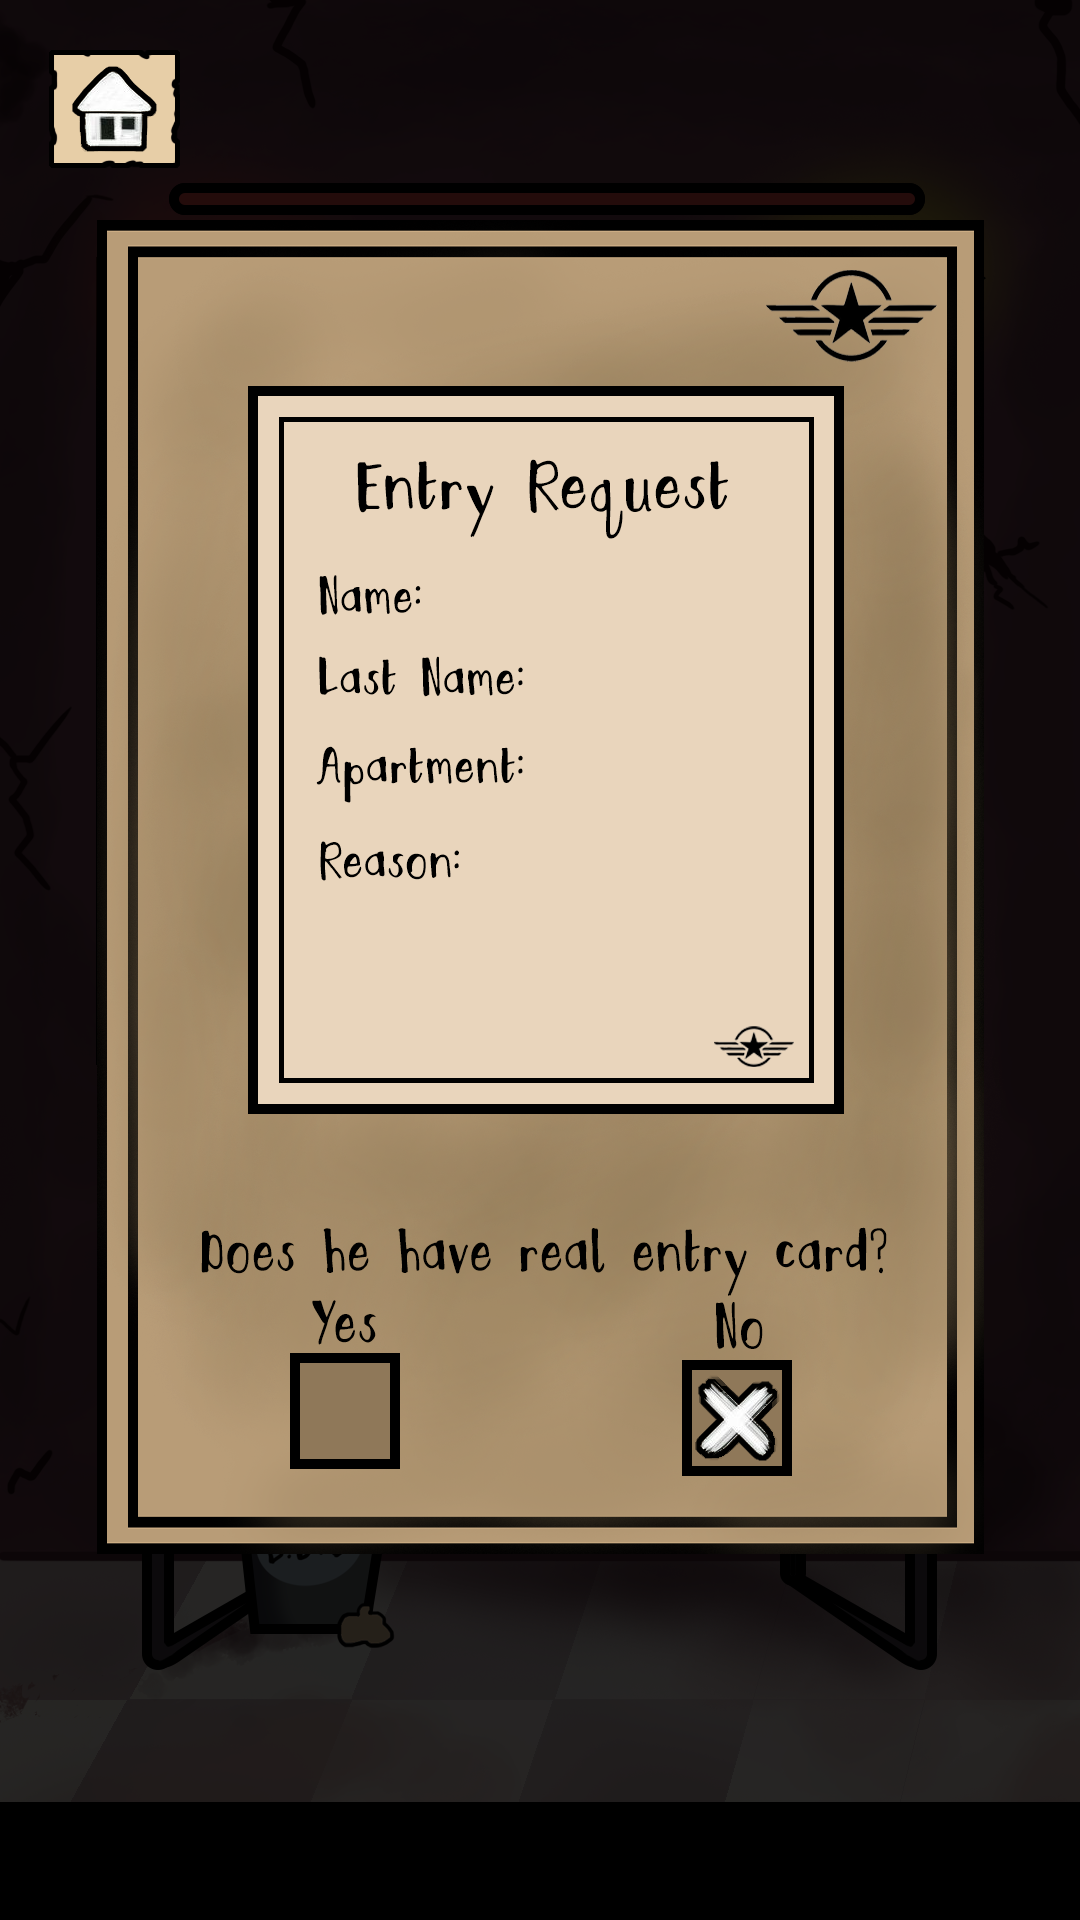 Entry Request
Name:
Last Name:
Apartment:
Reason:
Does he have real entry card?
Yes
No